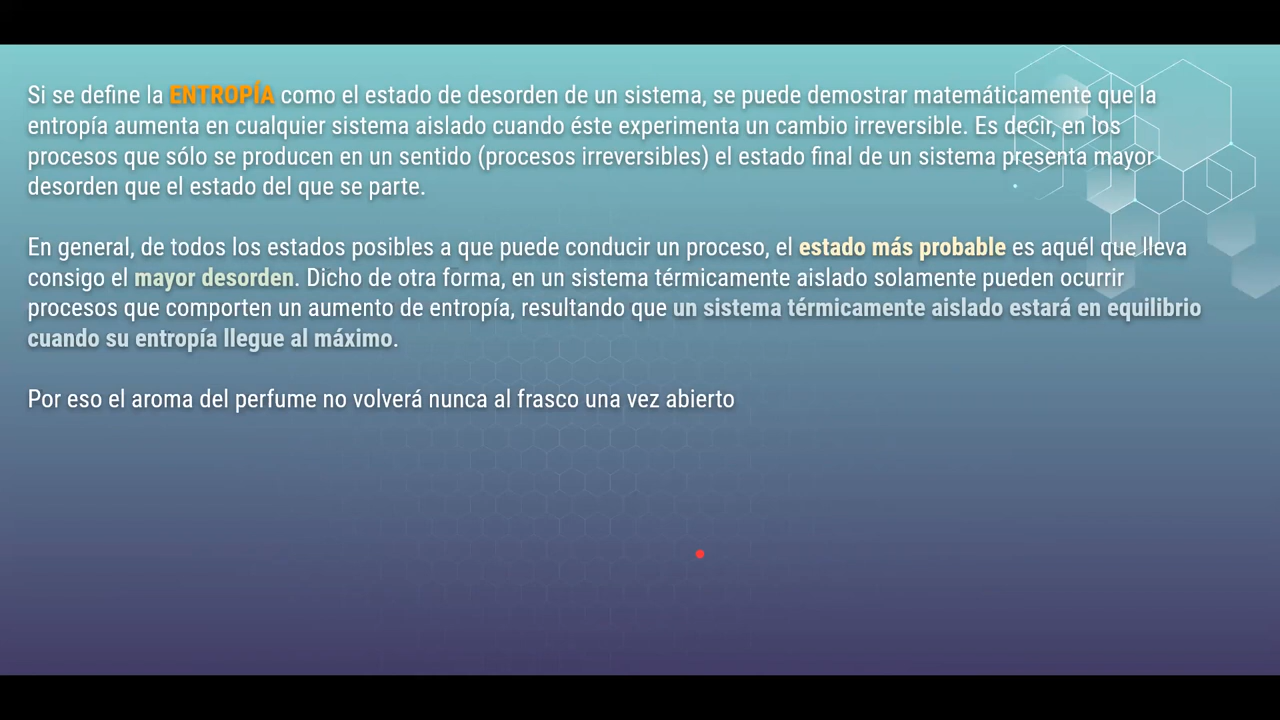 Si se define la ENTROPÍA como el estado de desorden de un sistema, se puede demostrar matemáticamente que la
entropía aumenta en cualquier sistema aislado cuando éste experimenta un cambio irreversible. Es decir, en los
procesos que sólo se producen en un sentido (procesos irreversibles) el estado final de un sistema presenta mayor
desorden que el estado del que se parte.
En general, de todos los estados posibles a que puede conducir un proceso, el estado más probable es aquél que lleva
consigo el mayor desorden. Dicho de otra forma, en un sistema térmicamente aislado solamente pueden ocurrir
procesos que comporten un aumento de entropía, resultando que un sistema térmicamente aislado estará en equilibrio
cuando su entropía llegue al máximo.
Por eso el aroma del perfume no volverá nunca al frasco una vez abierto